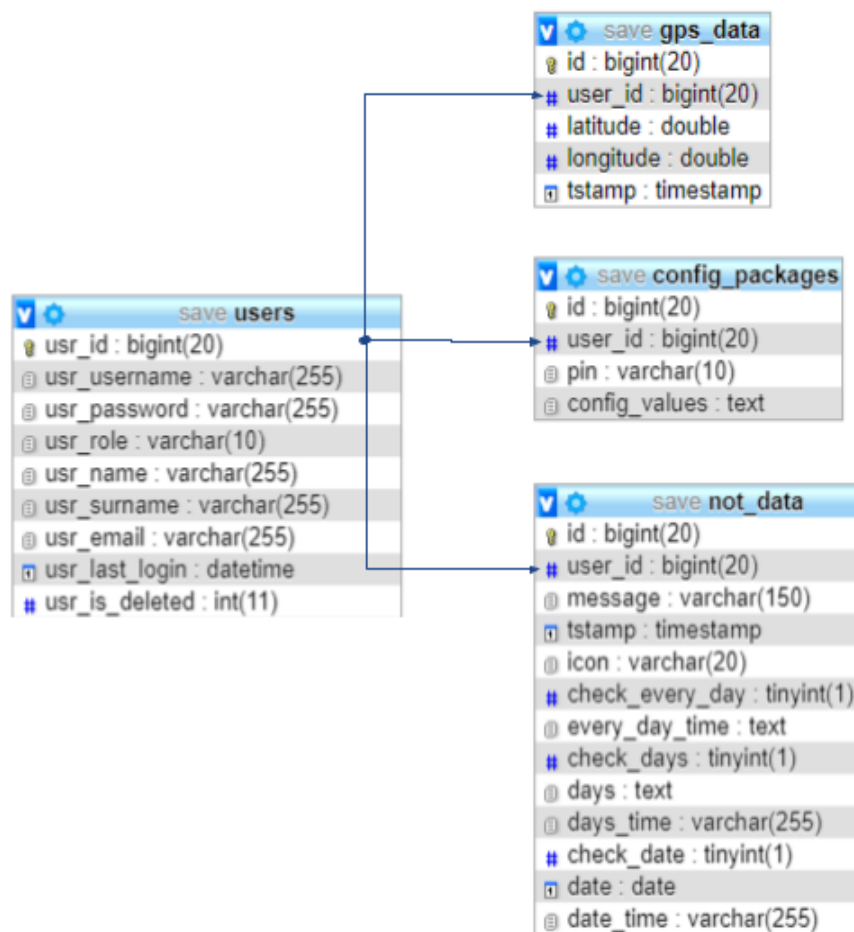 save gps_data
id : bigint(20)
user_id : bigint(20)
latitude : double
longitude : double
tstamp : timestamp
save config_packages
id : bigint(20)
user_id : bigint(20)
pin : varchar(10)
config_values : text
save users
usr_id : bigint(20)
usr_username : varchar(255)
usr_password : varchar(255)
usr_role : varchar(10)
usr_name : varchar(255)
usr_surname : varchar(255)
usr_email : varchar(255)
usr_last_login : datetime
usr_is_deleted : int(11)
save not_data
id : bigint(20)
user_id : bigint(20)
message : varchar(150)
tstamp : timestamp
icon : varchar(20)
check_every_day : tinyint(1)
every_day_time : text
check_days : tinyint(1)
days : text
days_time : varchar(255)
check_date : tinyint(1)
date : date
date_time : varchar(255)